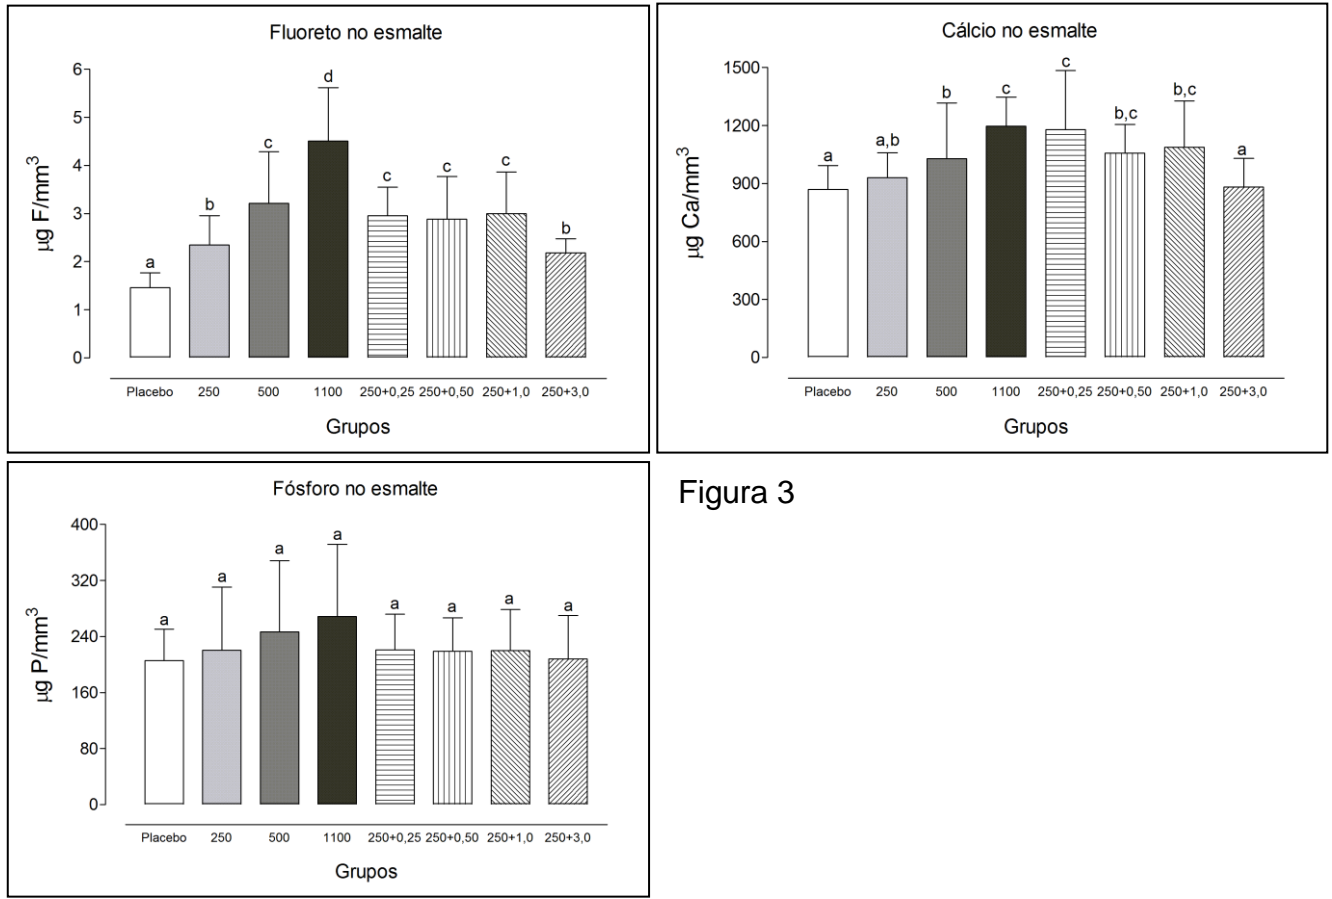 Fluoreto no esmalte
6
5
4
3
2
1
0
µg F/mm³
a
b
c
d
c
c
c
b
Placebo 250 500 1100 250+0,25 250+0,50 250+1,0 250+3,0
Grupos
Cálcio no esmalte
1500
1200
900
600
300
0
µg Ca/mm³
a
a,b
b
c
c
b,c
b,c
a
Placebo 250 500 1100 250+0,25 250+0,50 250+1,0 250+3,0
Grupos
Fósforo no esmalte
400
320
240
160
80
0
µg P/mm³
a
a
a
a
a
a
a
a
Placebo 250 500 1100 250+0,25 250+0,50 250+1,0 250+3,0
Grupos
Figura 3